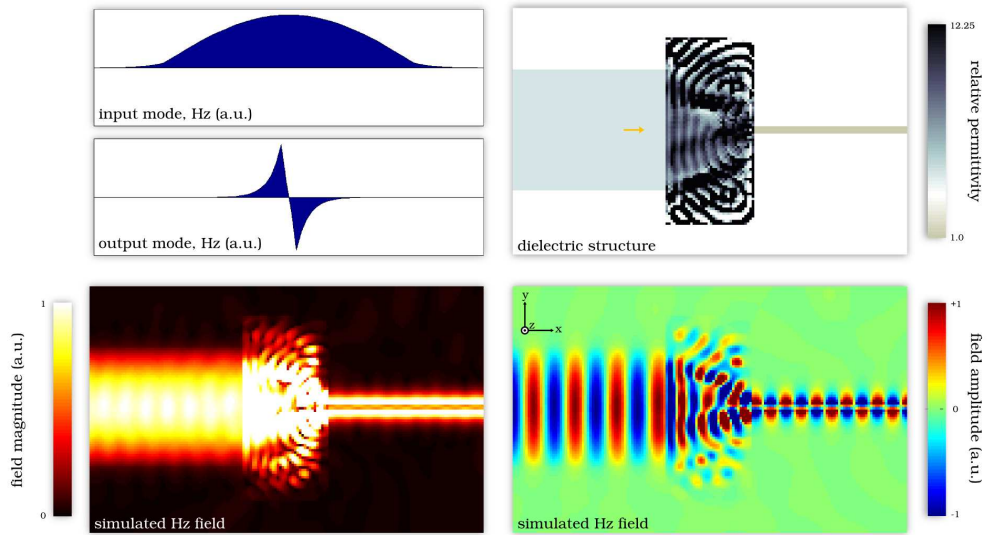 input mode, Hz (a.u.)
output mode, Hz (a.u.)
dielectric structure
12.25
relative permittivity
1.0
1
field magnitude (a.u.)
0
simulated Hz field
y
z
x
simulated Hz field
+1
0
-1
field amplitude (a.u.)